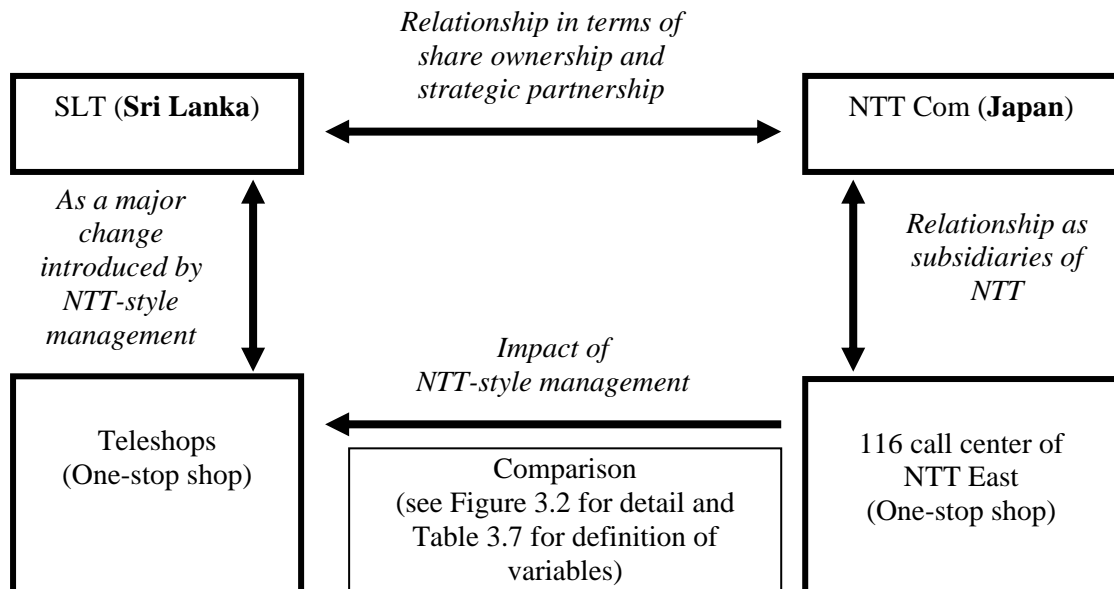 Relationship in terms of
share ownership and
strategic partnership
SLT (Sri Lanka)
NTT Com (Japan)
As a major
change
introduced by
NTT-style
management
Relationship as
subsidiaries of
NTT
Impact of
NTT-style management
Teleshops
(One-stop shop)
Comparison
(see Figure 3.2 for detail and
Table 3.7 for definition of
variables)
116 call center of
NTT East
(One-stop shop)